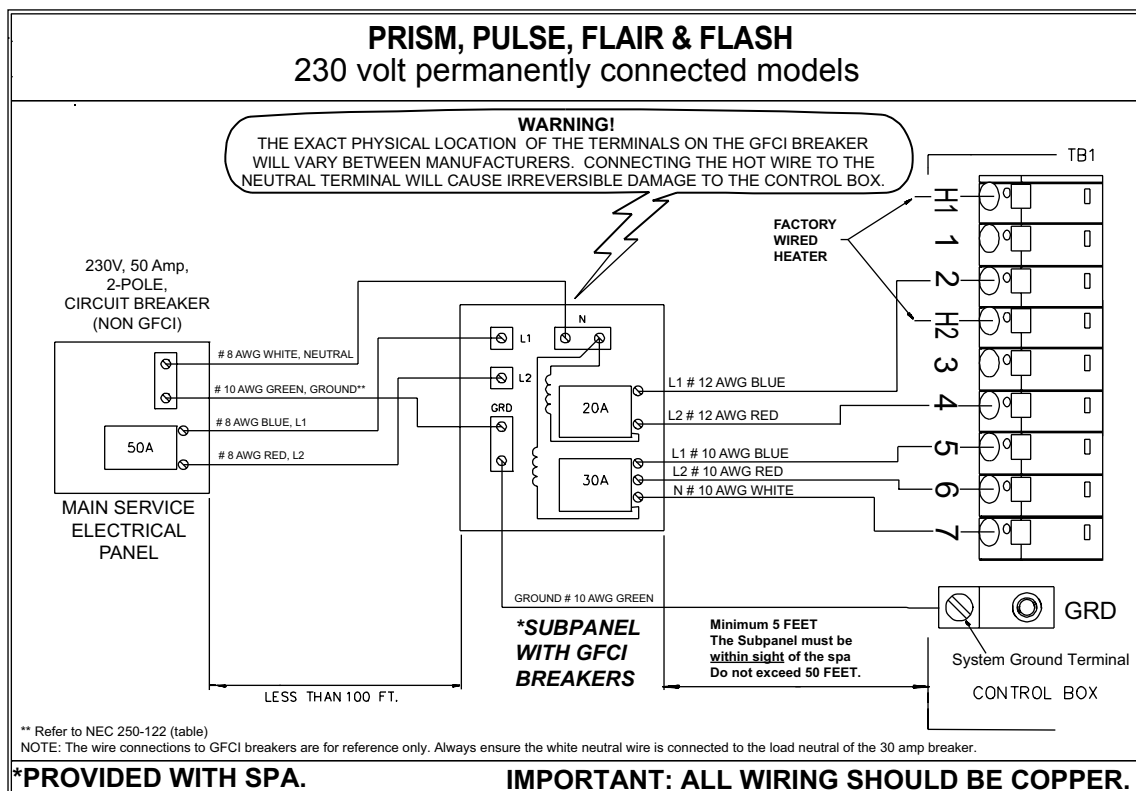 PRISM, PULSE, FLAIR & FLASH
230 volt permanently connected models
WARNING!
THE EXACT PHYSICAL LOCATION OF THE TERMINALS ON THE GFCI BREAKER
WILL VARY BETWEEN MANUFACTURERS. CONNECTING THE HOT WIRE TO THE
NEUTRAL TERMINAL WILL CAUSE IRREVERSIBLE DAMAGE TO THE CONTROL BOX.
TB1
H1
1
2
H2
3
4
5
6
7
FACTORY
WIRED
HEATER
230V, 50 Amp,
2-POLE,
CIRCUIT BREAKER
(NON GFCI)
# 8 AWG WHITE, NEUTRAL
# 10 AWG GREEN, GROUND**
# 8 AWG BLUE, L1
# 8 AWG RED, L2
50A
MAIN SERVICE
ELECTRICAL
PANEL
N
L1
L2
GRD
20A
30A
L1 # 12 AWG BLUE
L2 # 12 AWG RED
L1 # 10 AWG BLUE
L2 # 10 AWG RED
N # 10 AWG WHITE
GROUND # 10 AWG GREEN
*SUBPANEL
WITH GFCI
BREAKERS
Minimum 5 FEET
The Subpanel must be
within sight of the spa
Do not exceed 50 FEET.
GRD
System Ground Terminal
CONTROL BOX
LESS THAN 100 FT.
** Refer to NEC 250-122 (table)
NOTE: The wire connections to GFCI breakers are for reference only. Always ensure the white neutral wire is connected to the load neutral of the 30 amp breaker.
*PROVIDED WITH SPA.
IMPORTANT: ALL WIRING SHOULD BE COPPER.